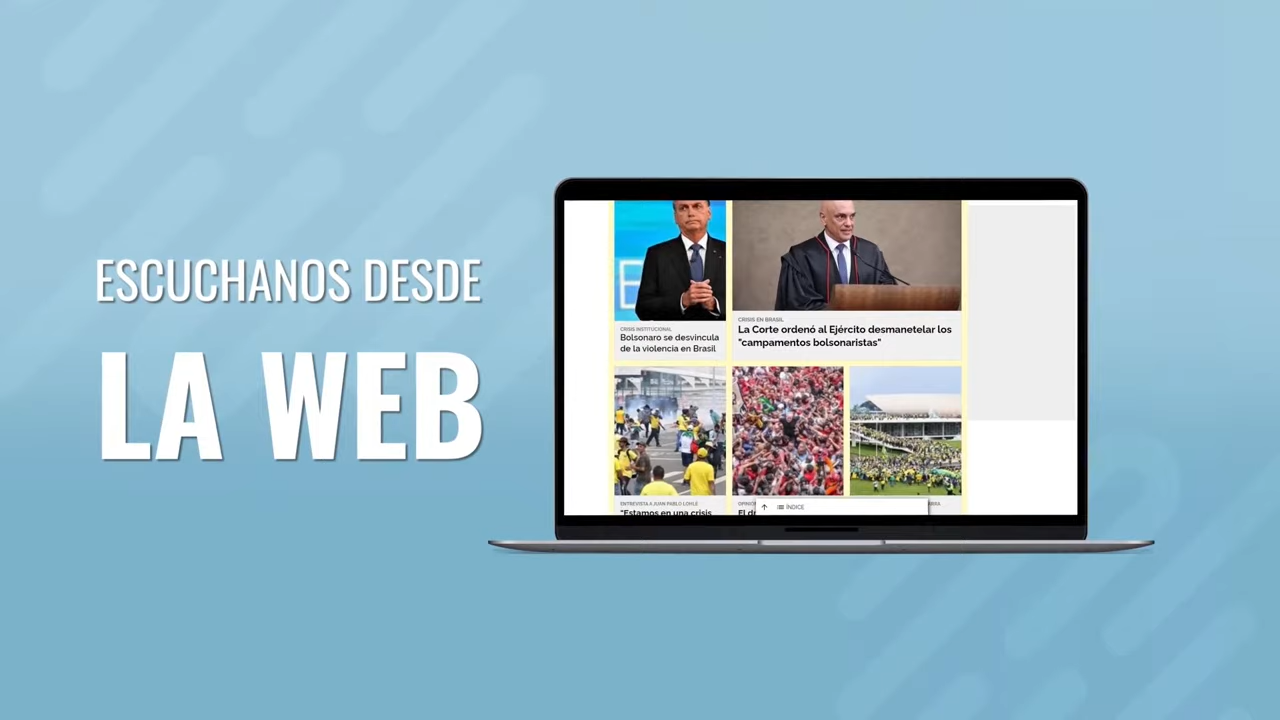 ESCUCHANOS DESDE
LA WEB
CRISIS INSTITUCIONAL
Bolsonaro se desvincula
de la violencia en Brasil
CRISIS EN BRASIL
La Corte ordenó al Ejército desmanetelar los
"campamentos bolsonaristas"
ENTREVISTA A JUAN PABLO LOHLÉ
"Estamos en una crisis
ÍNDICE